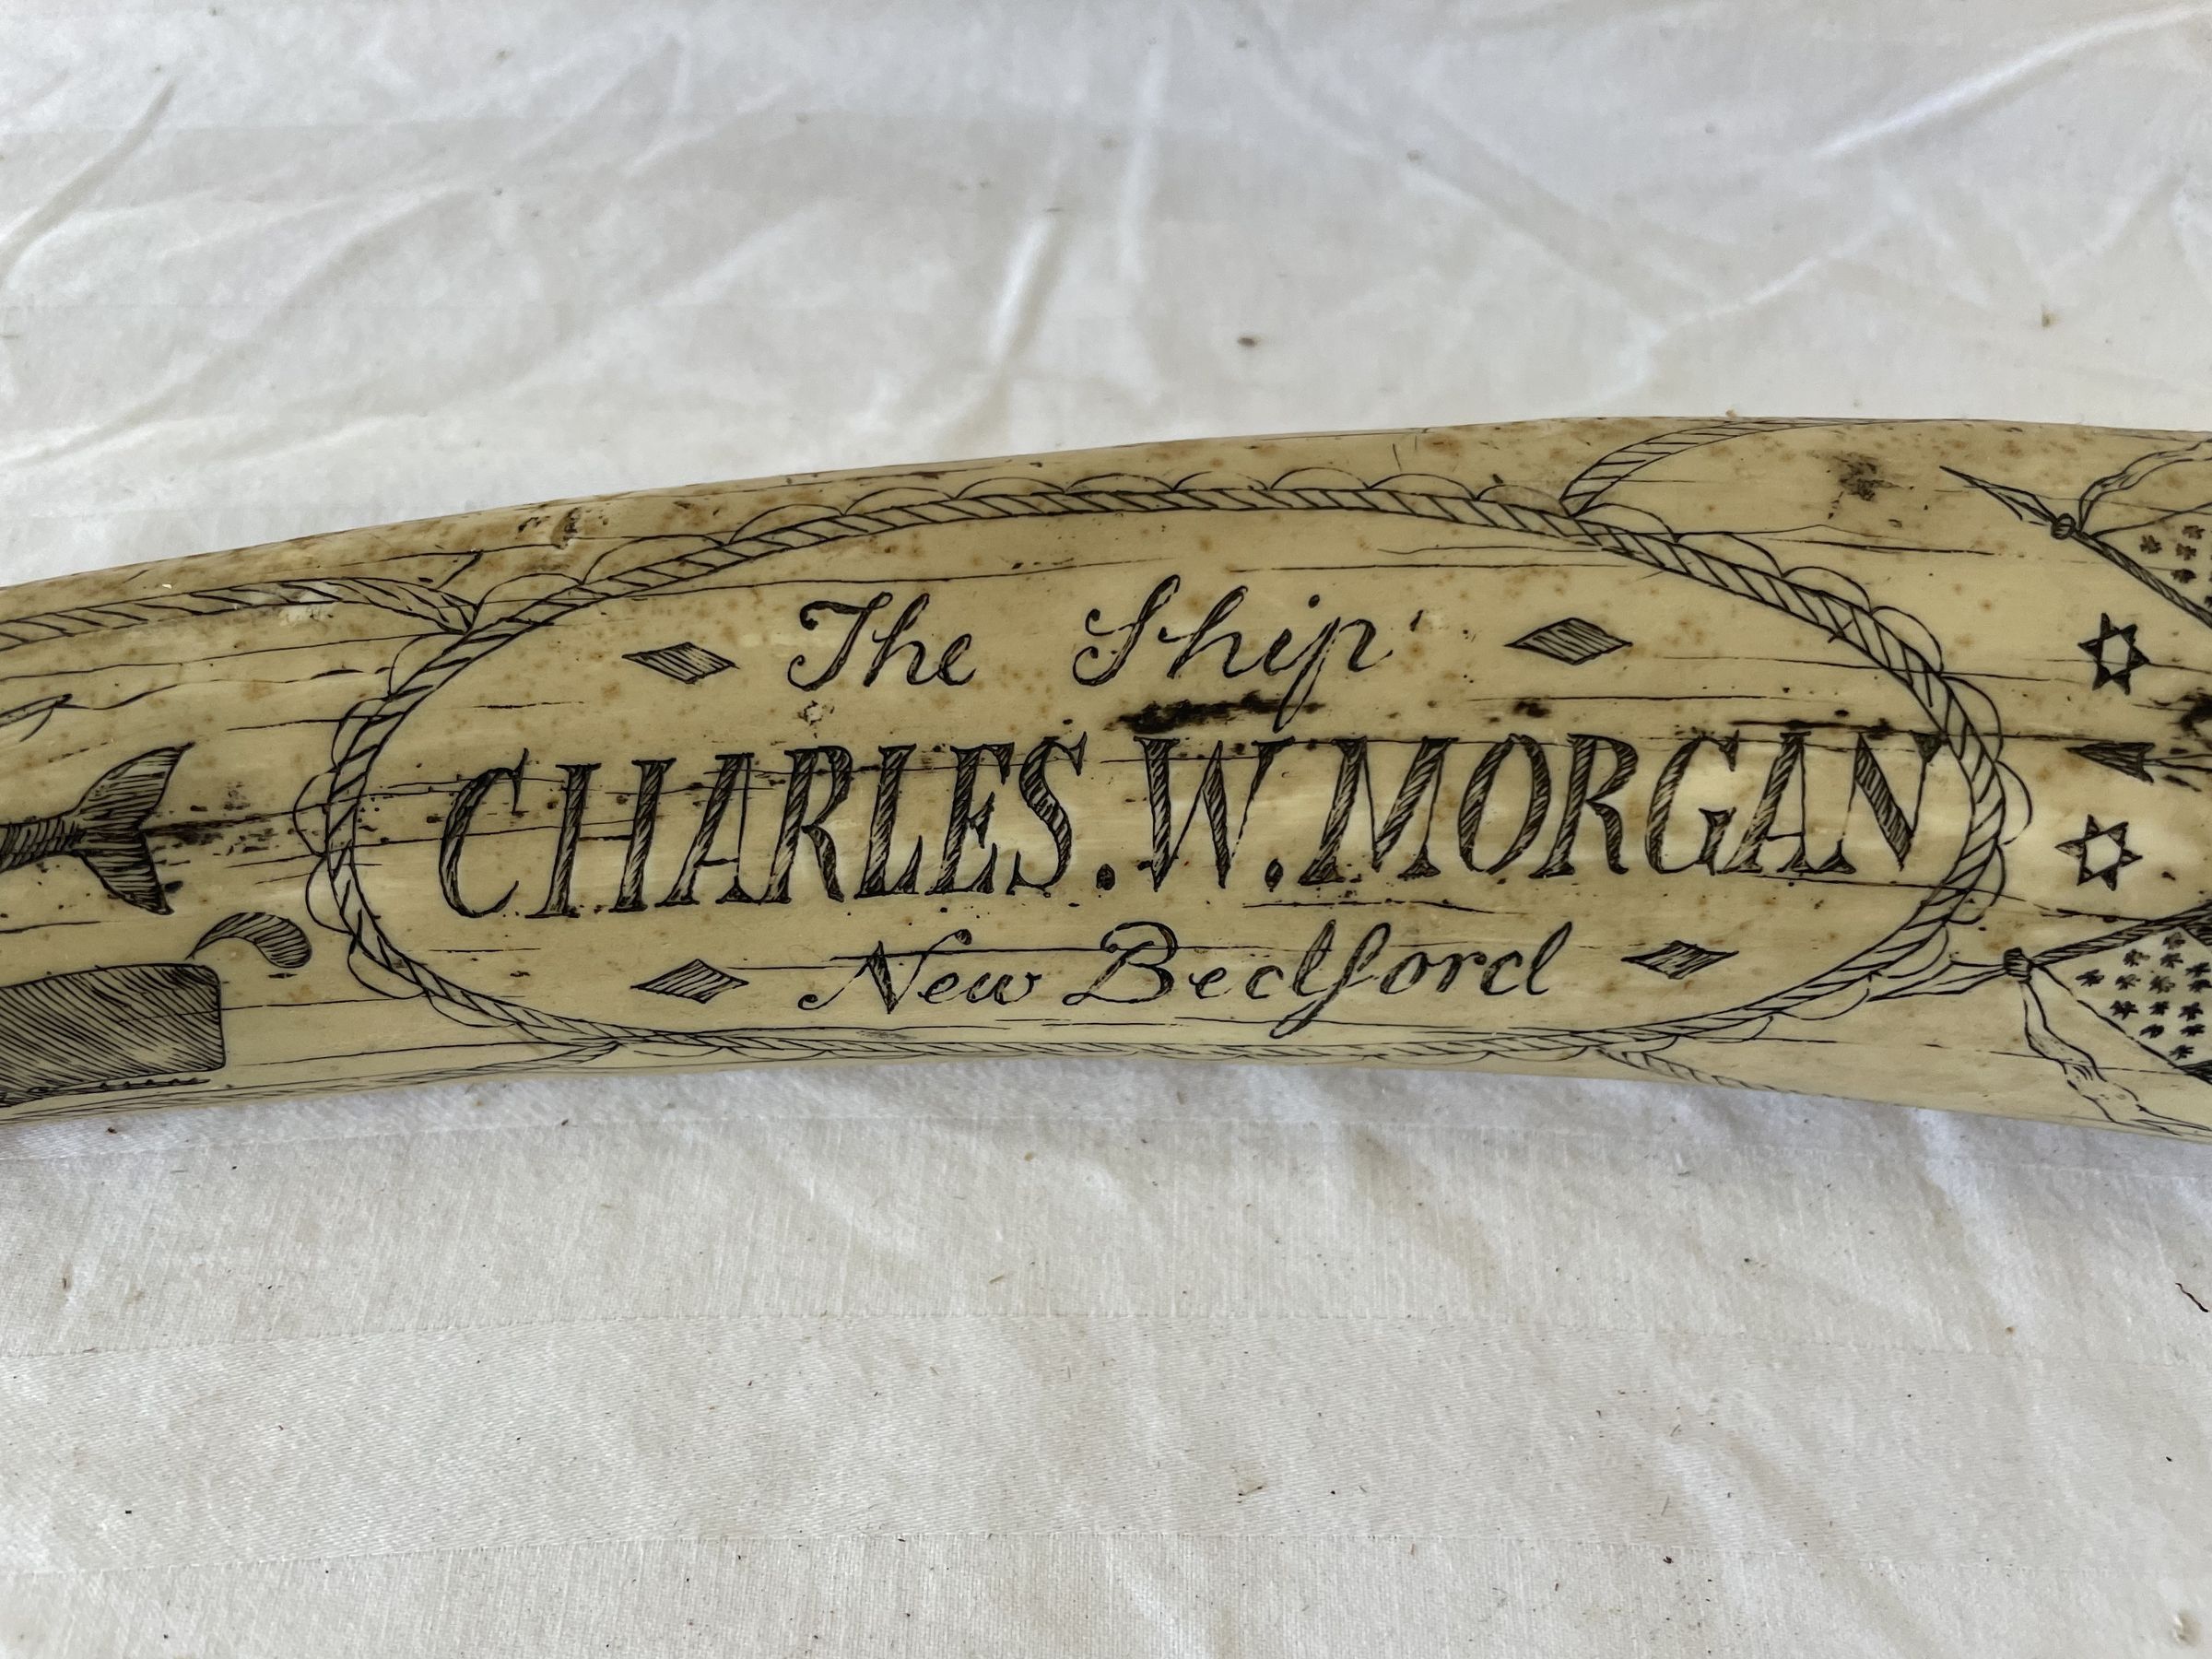 The Ship
CHARLES.W.MORGAN
New Bedford